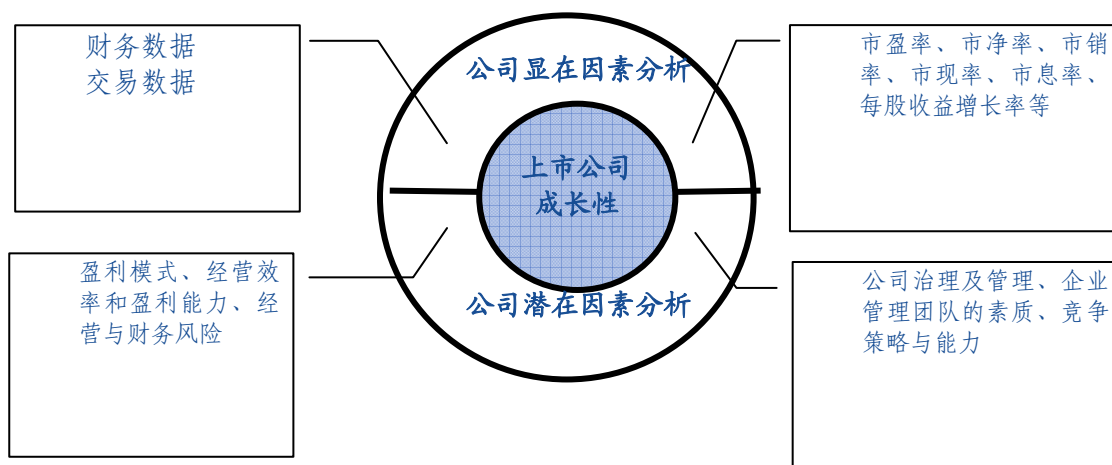 财务数据
交易数据
公司显在因素分析
市盈率、市净率、市销
率、市现率、市息率、
每股收益增长率等
上市公司
成长性
盈利模式、经营效
率和盈利能力、经
营与财务风险
公司潜在因素分析
公司治理及管理、企业
管理团队的素质、竞争
策略与能力